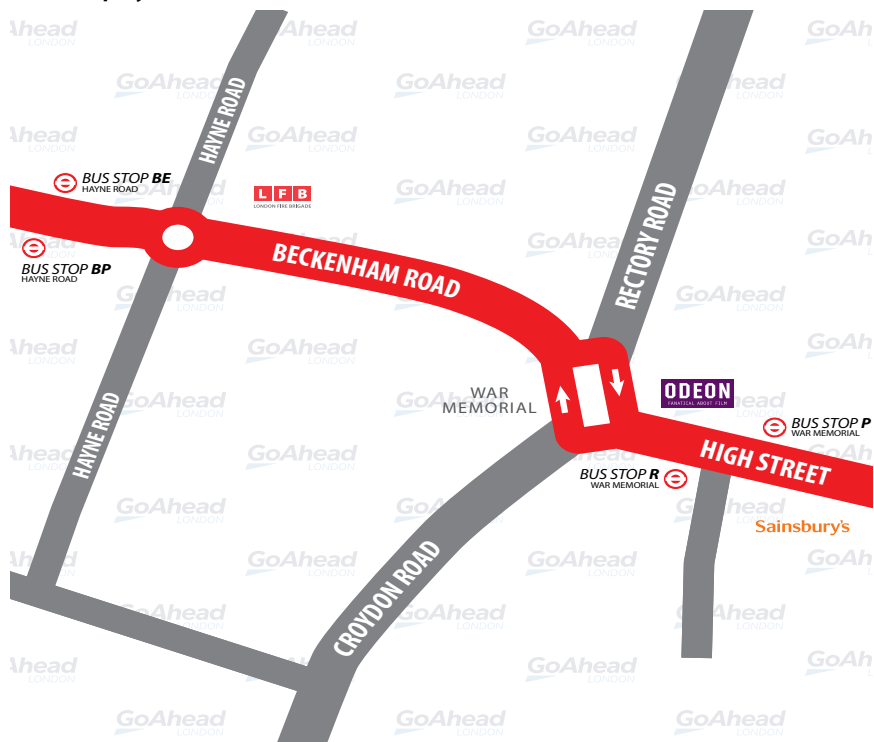 HAYNE ROAD
BUS STOP BE
HAYNE ROAD
LFB
LONDON FIRE BRIGADE
BUS STOP BP
HAYNE ROAD
BECKENHAM ROAD
RECTORY ROAD
WAR
MEMORIAL
ODEON
FANATICAL ABOUT FILM
HAYNE ROAD
BUS STOP P
WAR MEMORIAL
HIGH STREET
BUS STOP R
WAR MEMORIAL
Sainsbury's
CROYDON ROAD
GoAhead
LONDON